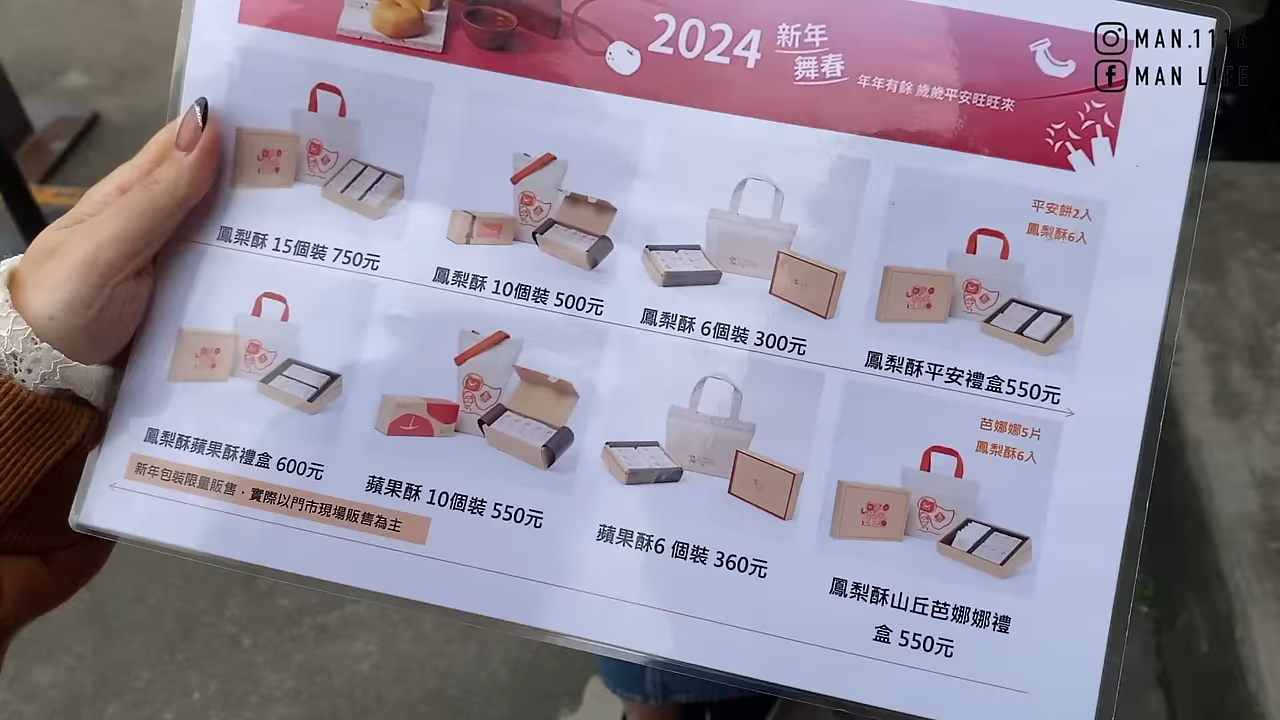 2024 新年
舞春
年年有餘 歲歲平安旺旺來
MAN.1116
MAN LIFE
鳳梨酥 15個裝 750元
鳳梨酥 10個裝 500元
鳳梨酥 6個裝 300元
平安餅2入
鳳梨酥6入
鳳梨酥平安禮盒550元
鳳梨酥蘋果酥禮盒 600元
蘋果酥 10個裝 550元
蘋果酥6 個裝 360元
芭娜娜5片
鳳梨酥6入
鳳梨酥山丘芭娜娜禮
盒 550元
新年包裝限量販售，實際以門市現場販售為主